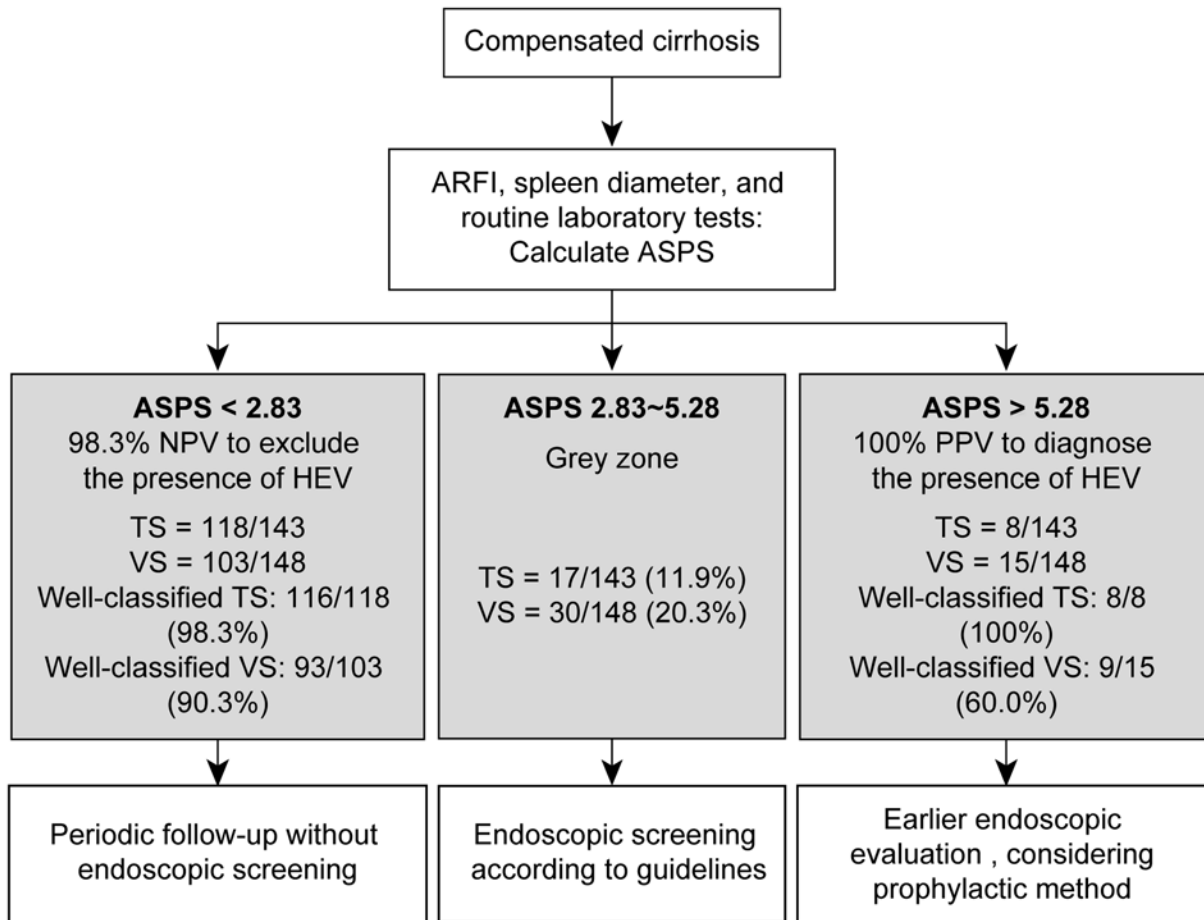 Compensated cirrhosis
ARFI, spleen diameter, and
routine laboratory tests:
Calculate ASPS
ASPS < 2.83
98.3% NPV to exclude
the presence of HEV
TS = 118/143
VS = 103/148
Well-classified TS: 116/118
(98.3%)
Well-classified VS: 93/103
(90.3%)
ASPS 2.83~5.28
Grey zone
TS = 17/143 (11.9%)
VS = 30/148 (20.3%)
ASPS > 5.28
100% PPV to diagnose
the presence of HEV
TS = 8/143
VS = 15/148
Well-classified TS: 8/8
(100%)
Well-classified VS: 9/15
(60.0%)
Periodic follow-up without
endoscopic screening
Endoscopic screening
according to guidelines
Earlier endoscopic
evaluation , considering
prophylactic method